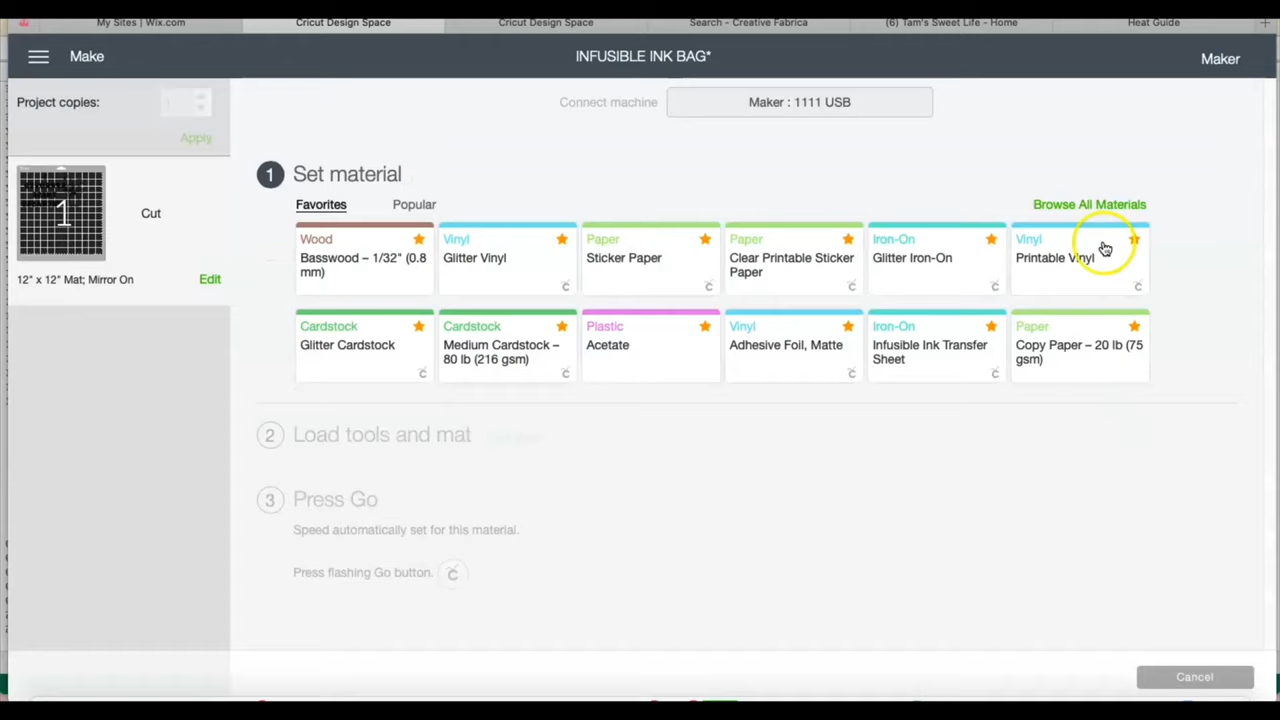 My Sites | Wix.com
Cricut Design Space
Cricut Design Space
Search - Creative Fabrica
(6) Tam's Sweet Life - Home
Heat Guide
Make
INFUSIBLE INK BAG*
Maker
Project copies:
1
Connect machine
Maker : 1111 USB
Apply
1
Set material
Favorites
Popular
Browse All Materials
1
Cut
12" x 12" Mat; Mirror On
Edit
Wood
Basswood – 1/32" (0.8
mm)
Vinyl
Glitter Vinyl
Paper
Sticker Paper
Paper
Clear Printable Sticker
Paper
Iron-On
Glitter Iron-On
Vinyl
Printable Vinyl
Cardstock
Glitter Cardstock
Cardstock
Medium Cardstock –
80 lb (216 gsm)
Plastic
Acetate
Vinyl
Adhesive Foil, Matte
Iron-On
Infusible Ink Transfer
Sheet
Paper
Copy Paper – 20 lb (75
gsm)
2
Load tools and mat
3
Press Go
Speed automatically set for this material.
Press flashing Go button.
Cancel